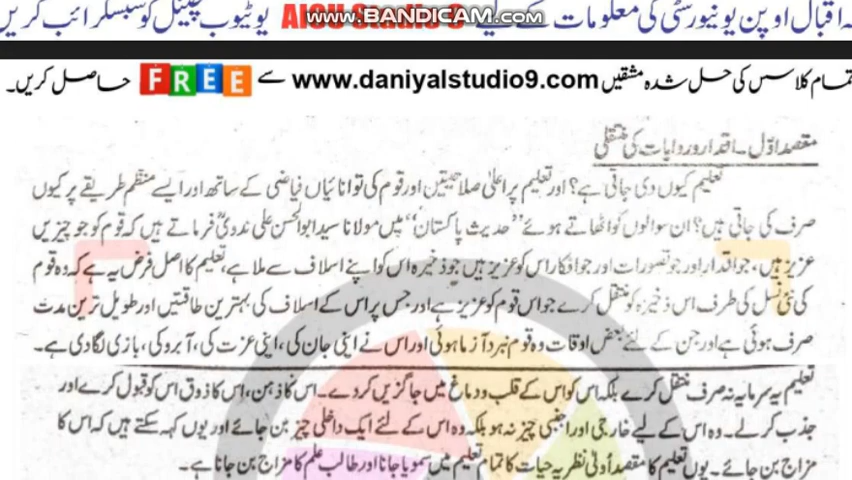 ہ اقبال اوپن یونیورسٹی کی معلومات کے لیے AIOU Studio 9 یوٹیوب چینل کو سبسکرائب کریں
WWW.BANDICAM.COM
تمام کلاس کی حل شدہ مشقیں www.daniyalstudio9.com سے FREE حاصل کریں۔
مقصد اوّل ۔ اقدار و روایات کی منتقلی
تعلیم کیوں دی جاتی ہے؟ اور تعلیم پر اعلیٰ صلاحیتیں اور قوم کی توانائیاں فیاضی کے ساتھ اور ایسے منظم طریقے پر کیوں
صرف کی جاتی ہیں؟ ان سوالوں کو اٹھاتے ہوئے ”حدیث پاکستان“ میں مولانا سید ابوالحسن علی ندویؒ فرماتے ہیں کہ قوم کو جو چیزیں
عزیز ہیں، جو اقدار اور جو تصورات اور جو افکار اس کو عزیز ہیں جو ذخیرہ اس کو اپنے اسلاف سے ملا ہے، تعلیم کا اصل فرض یہ ہے کہ وہ قوم
کی نئی نسل کی طرف اس ذخیرہ کو منتقل کرے جو اس قوم کو عزیز ہے اور جس پر اس کے اسلاف کی بہترین طاقتیں اور طویل ترین مدت
صرف ہوئی ہے اور جن کے لئے بعض اوقات وہ قوم نبرد آزما ہوئی اور اس نے اپنی جان کی، اپنی عزت کی، آبرو کی، بازی لگا دی ہے۔
تعلیم یہ سرمایہ نہ صرف منتقل کرے بلکہ اس کو اس کے قلب و دماغ میں جاگزیں کر دے۔ اس کا ذہن، اس کا ذوق اس کو قبول کرے اور
جذب کر لے۔ وہ اس کے لیے خارجی اور اجنبی چیز نہ ہو بلکہ وہ اس کے لئے ایک داخلی چیز بن جائے اور یوں کہہ سکتے ہیں کہ اس کا
مزاج بن جائے۔ یوں تعلیم کا مقصد اُوّلیٰ نظریہ حیات کا تمام تعلیم میں سمویا جانا اور طالب علم کا مزاج بن جانا ہے۔